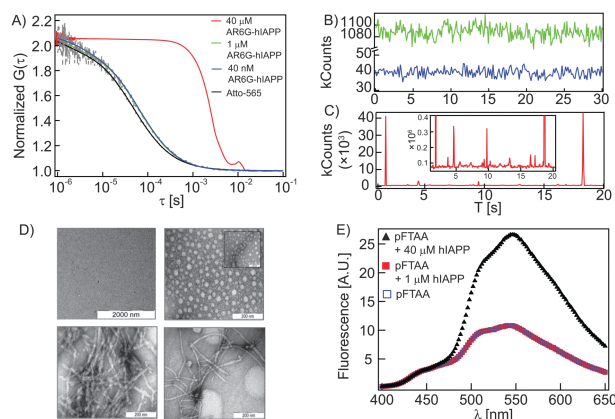 A)
Normalized G(τ)
2.2
2.0
1.8
1.6
1.4
1.2
1.0
40 μM
AR6G-hIAPP
1 μM
AR6G-hIAPP
40 nM
AR6G-hIAPP
Atto-565
10⁻⁶ 10⁻⁵ 10⁻⁴ 10⁻³ 10⁻² 10⁻¹
τ [s]
B)
kCounts
1100
1080
50
40
30
0 5 10 15 20 25 30
C)
kCounts
(×10³)
40
20
0
×10⁶
0.4
0.1
2 5 10 15 20
0 5 10 15 20
T [s]
D)
2000 nm
200 nm
200 nm
200 nm
E)
Fluorescence [A.U.]
25
20
15
10
5
pFTAA
+ 40 μM hIAPP
pFTAA
+ 1 μM hIAPP
pFTAA
400 450 500 550 600 650
λ [nm]